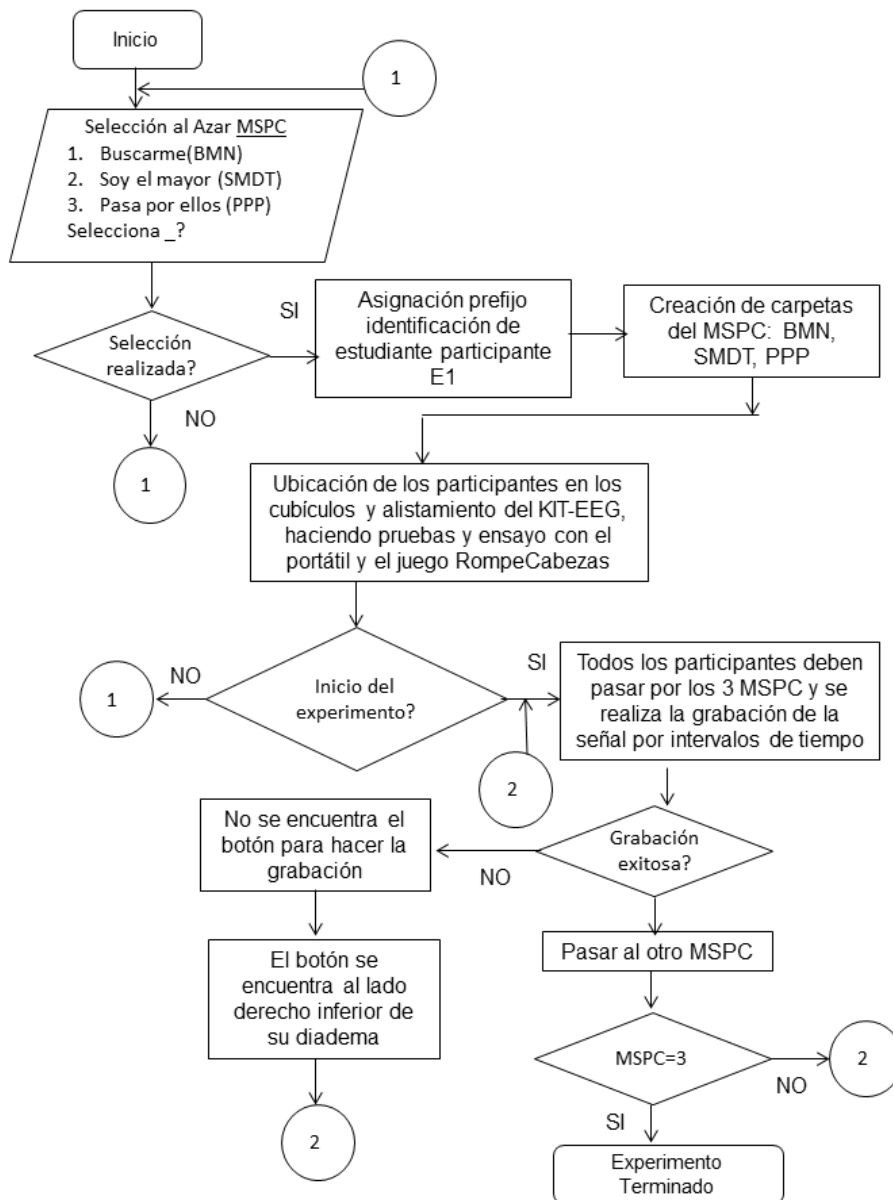 Inicio
1
Selección al Azar MSPC
1. Buscarme(BMN)
2. Soy el mayor (SMDT)
3. Pasa por ellos (PPP)
Selecciona _?
Selección
realizada?
SI
NO
1
Asignación prefijo
identificación de
estudiante participante
E1
Creación de carpetas
del MSPC: BMN,
SMDT, PPP
Ubicación de los participantes en los
cubículos y alistamiento del KIT-EEG,
haciendo pruebas y ensayo con el
portátil y el juego RompeCabezas
Inicio del
experimento?
NO
1
SI
2
Todos los participantes deben
pasar por los 3 MSPC y se
realiza la grabación de la
señal por intervalos de tiempo
Grabación
exitosa?
NO
No se encuentra el
botón para hacer la
grabación
El botón se
encuentra al lado
derecho inferior de
su diadema
2
Pasar al otro MSPC
MSPC=3
NO
2
SI
Experimento
Terminado